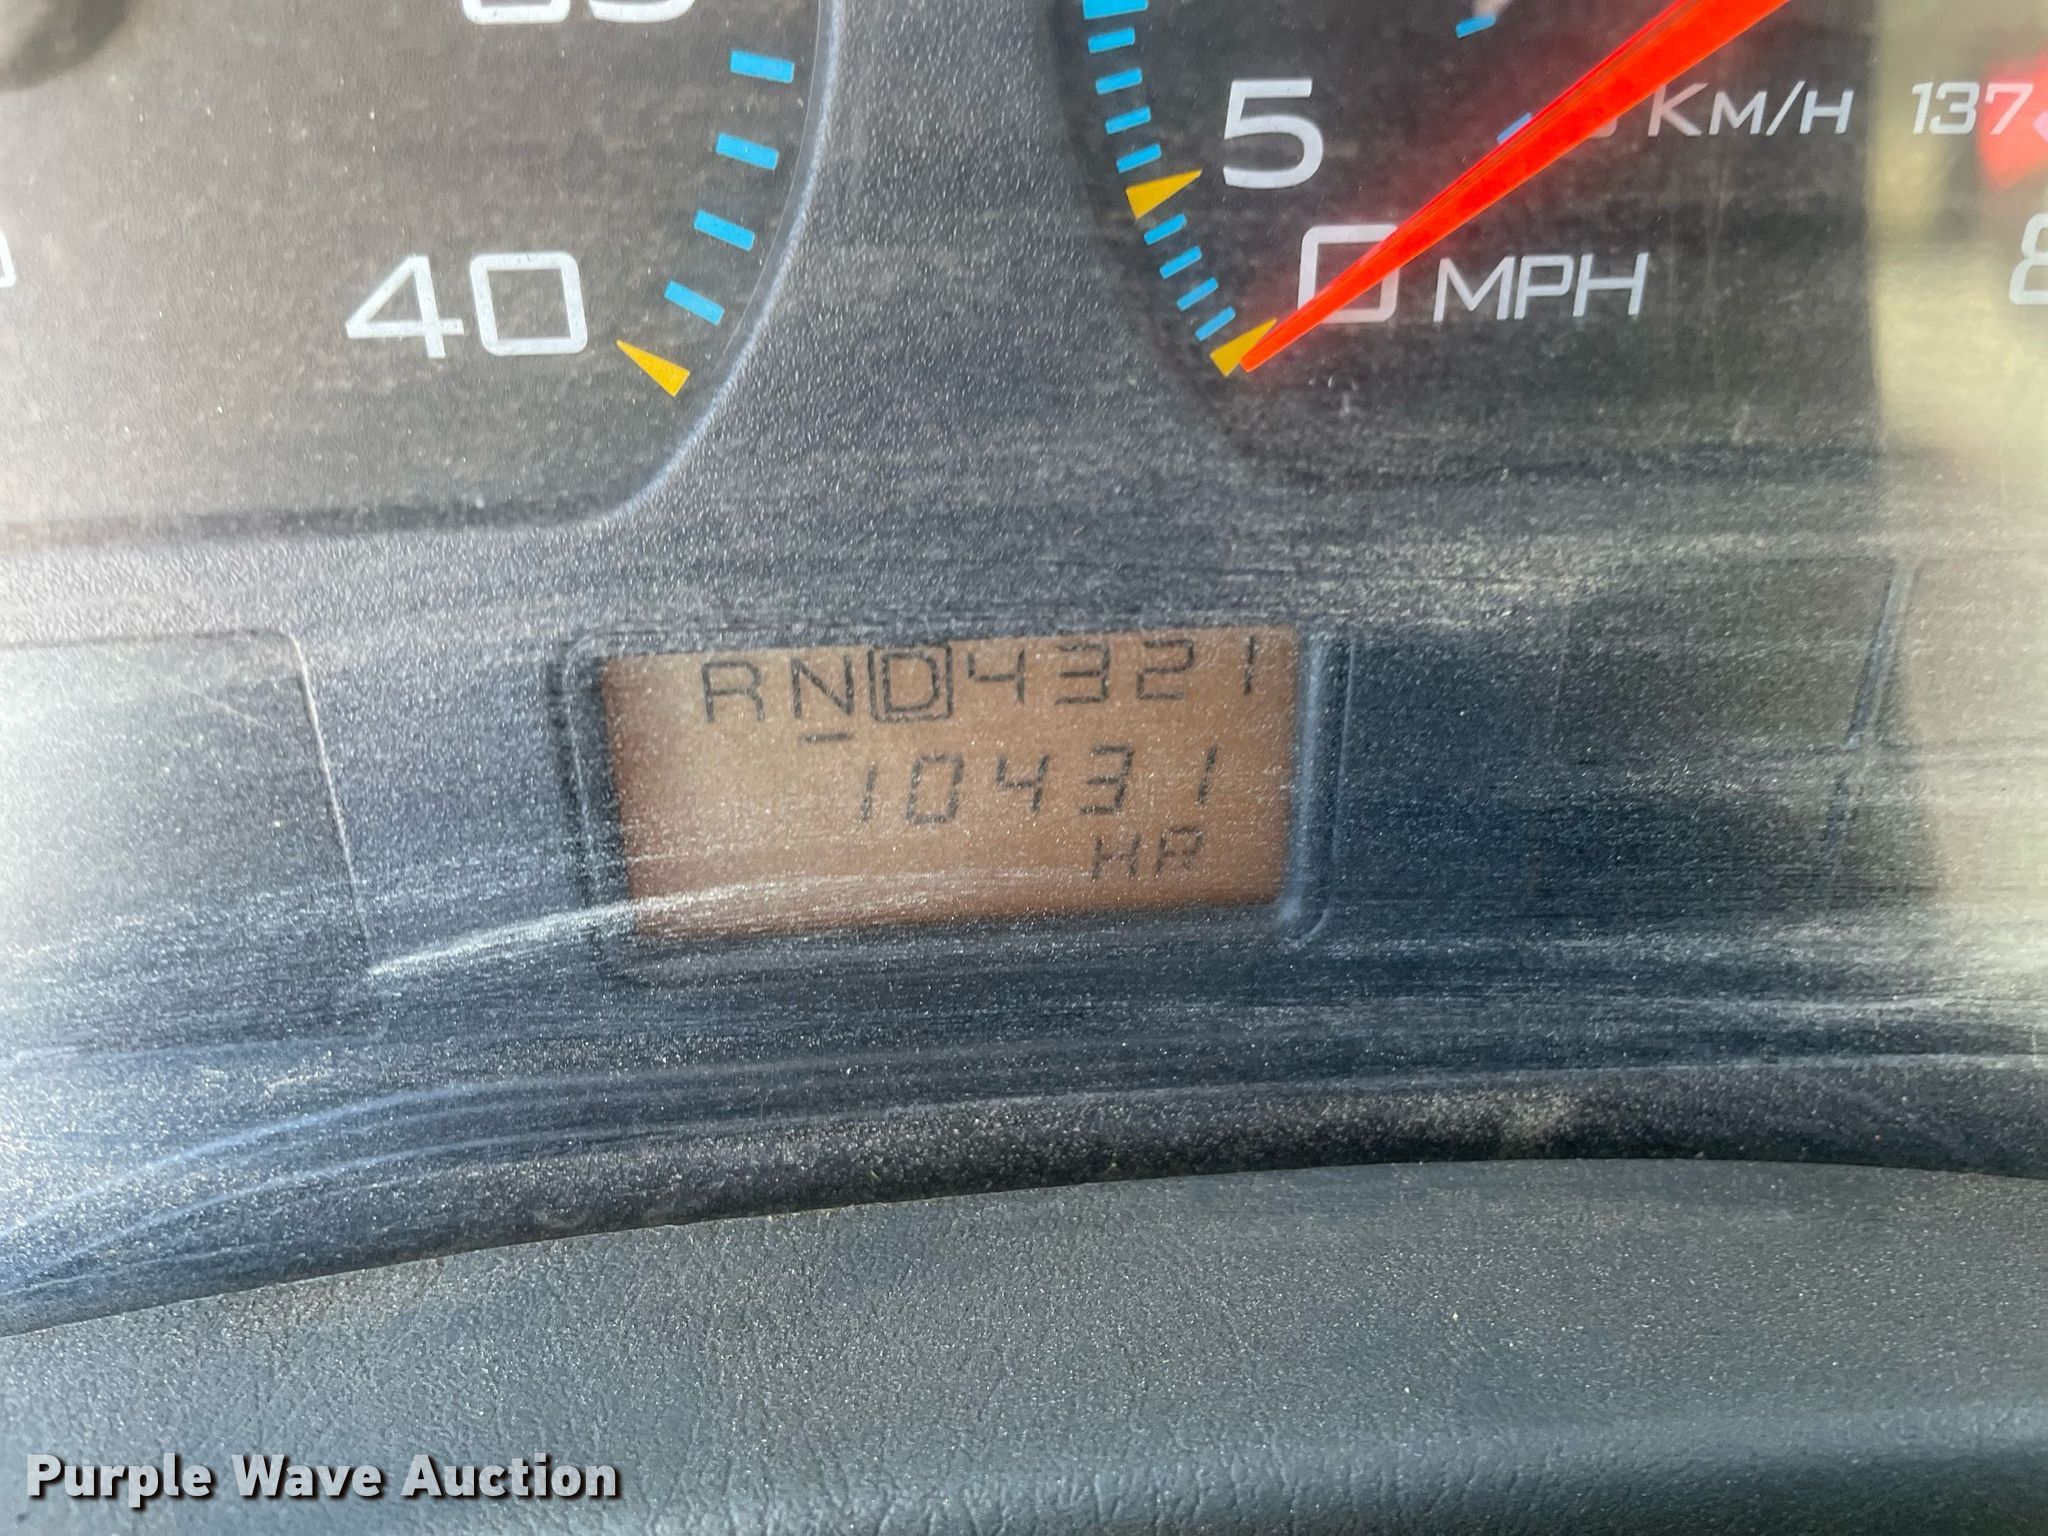 5
KM/H 137
40
0 MPH
RND4321
10431
HR
Purple Wave Auction